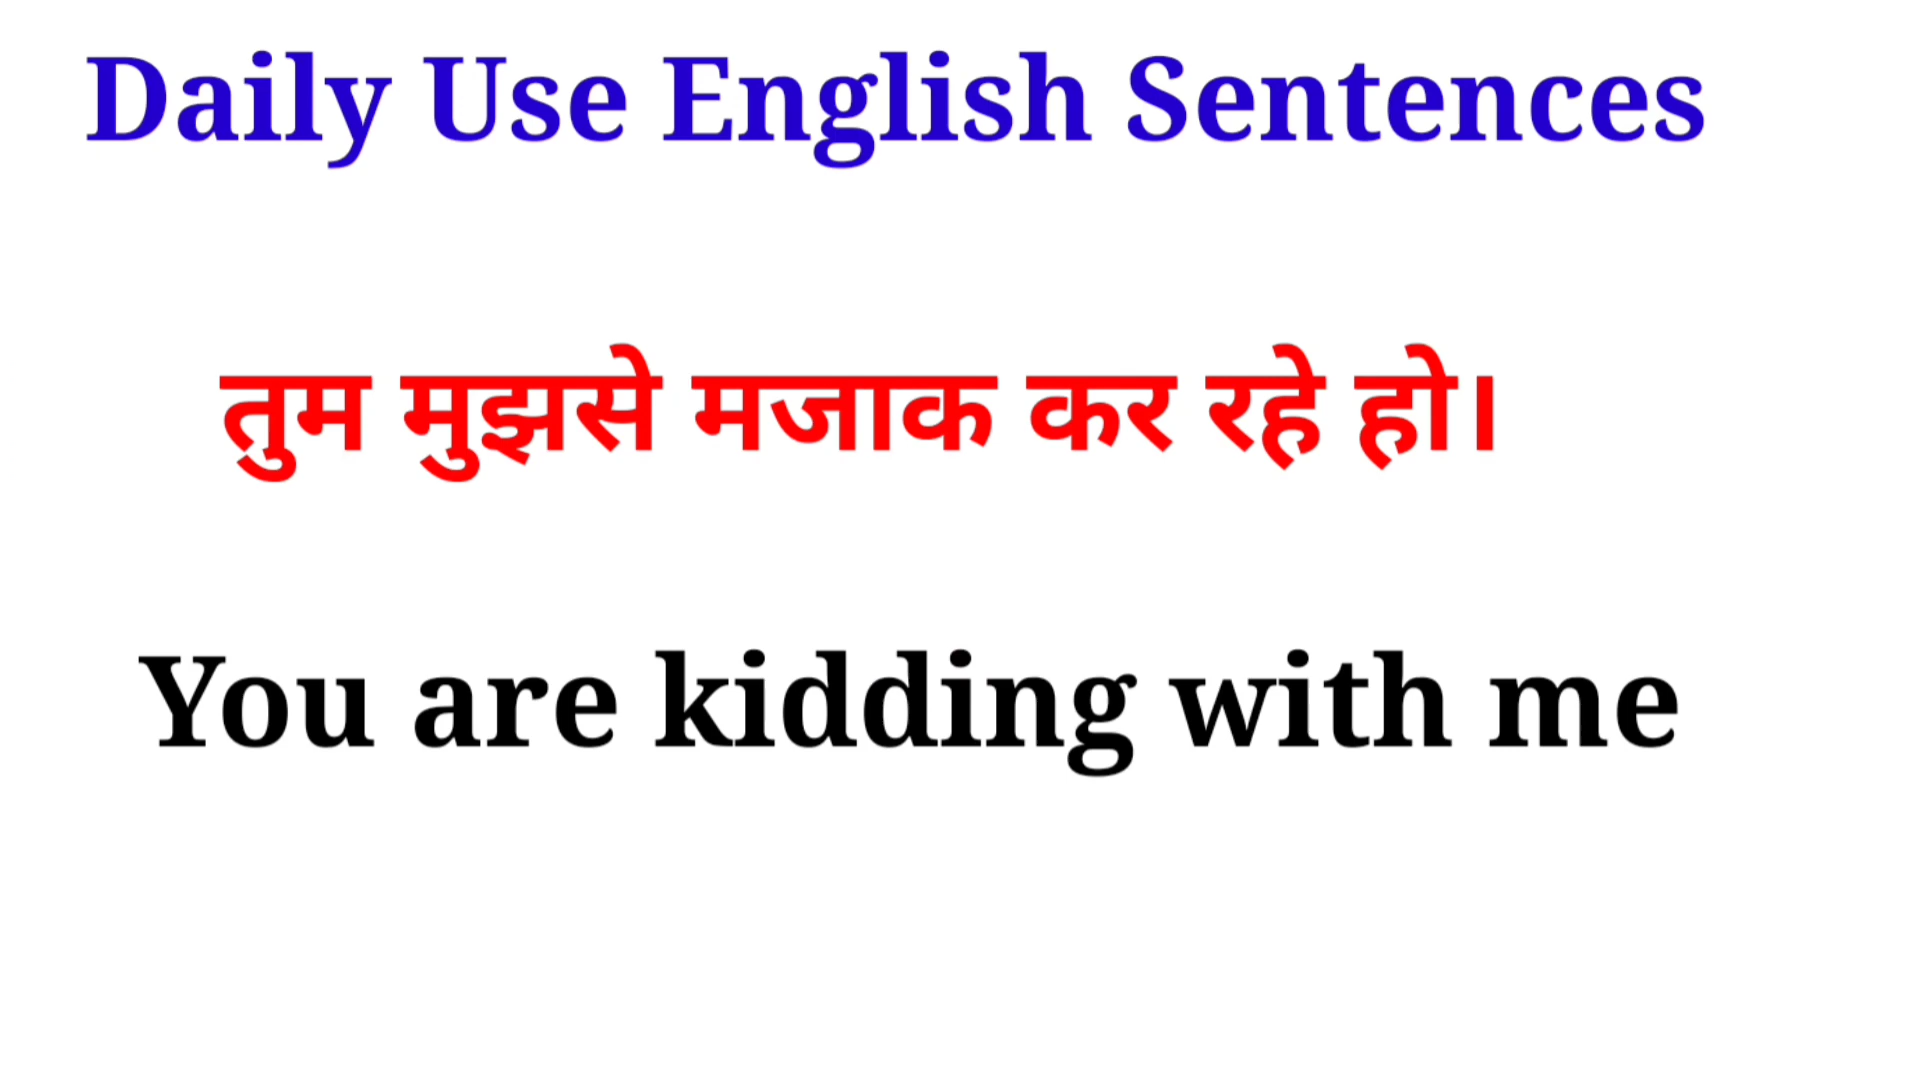 Daily Use English Sentences
तुम मुझसे मजाक कर रहे हो।
You are kidding with me